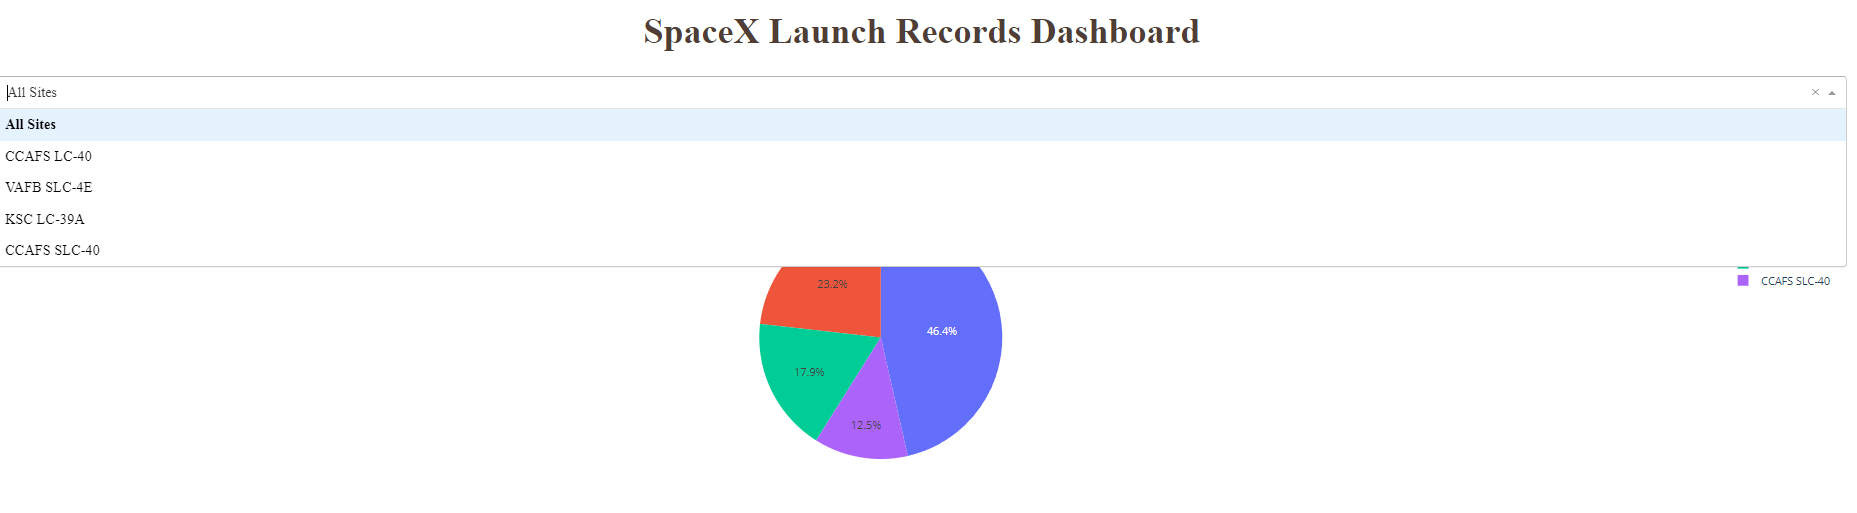 SpaceX Launch Records Dashboard
All Sites
All Sites
CCAFS LC-40
VAFB SLC-4E
KSC LC-39A
CCAFS SLC-40
23.2%
CCAFS SLC-40
46.4%
17.9%
12.5%